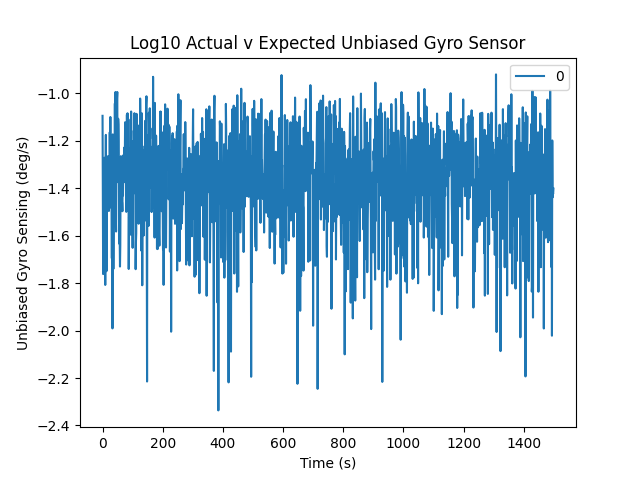 Log10 Actual v Expected Unbiased Gyro Sensor
0
−1.0
−1.2
−1.4
−1.6
−1.8
−2.0
−2.2
−2.4
Unbiased Gyro Sensing (deg/s)
0 200 400 600 800 1000 1200 1400
Time (s)